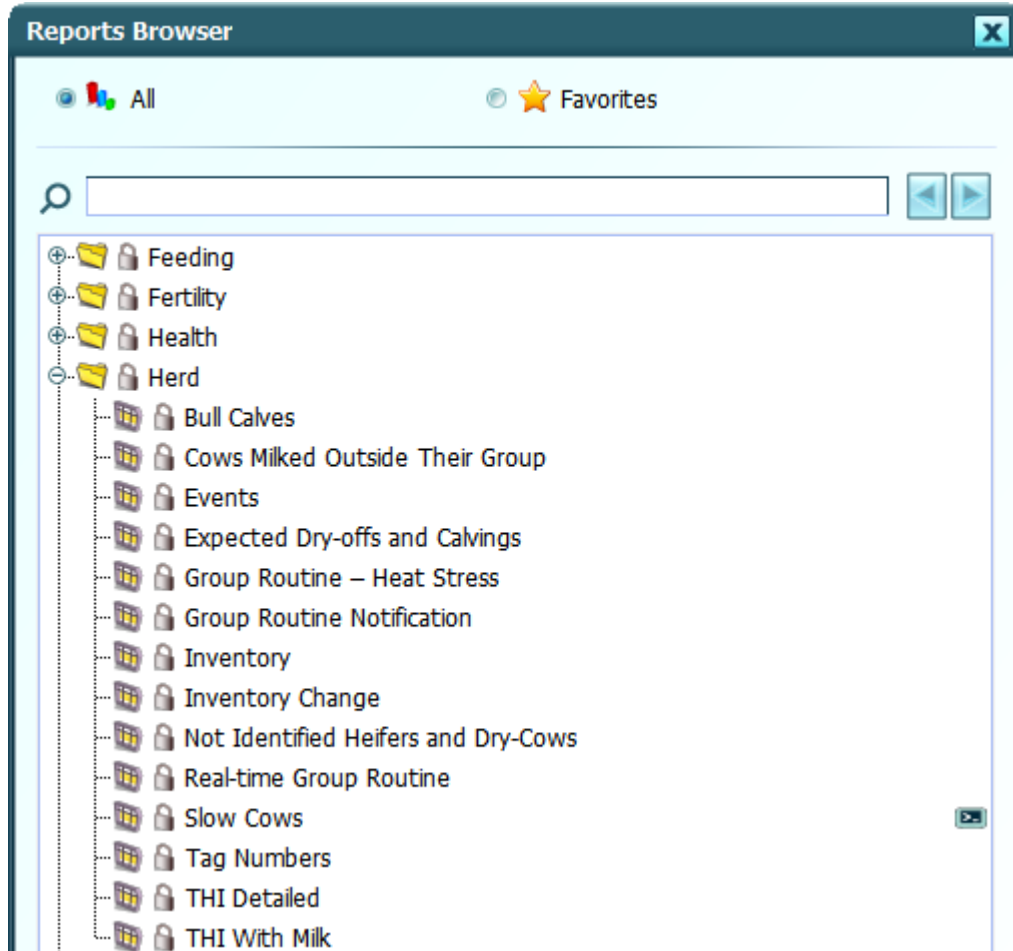 Reports Browser
All Favorites
Feeding
Fertility
Health
Herd
Bull Calves
Cows Milked Outside Their Group
Events
Expected Dry-offs and Calvings
Group Routine – Heat Stress
Group Routine Notification
Inventory
Inventory Change
Not Identified Heifers and Dry-Cows
Real-time Group Routine
Slow Cows
Tag Numbers
THI Detailed
THI With Milk